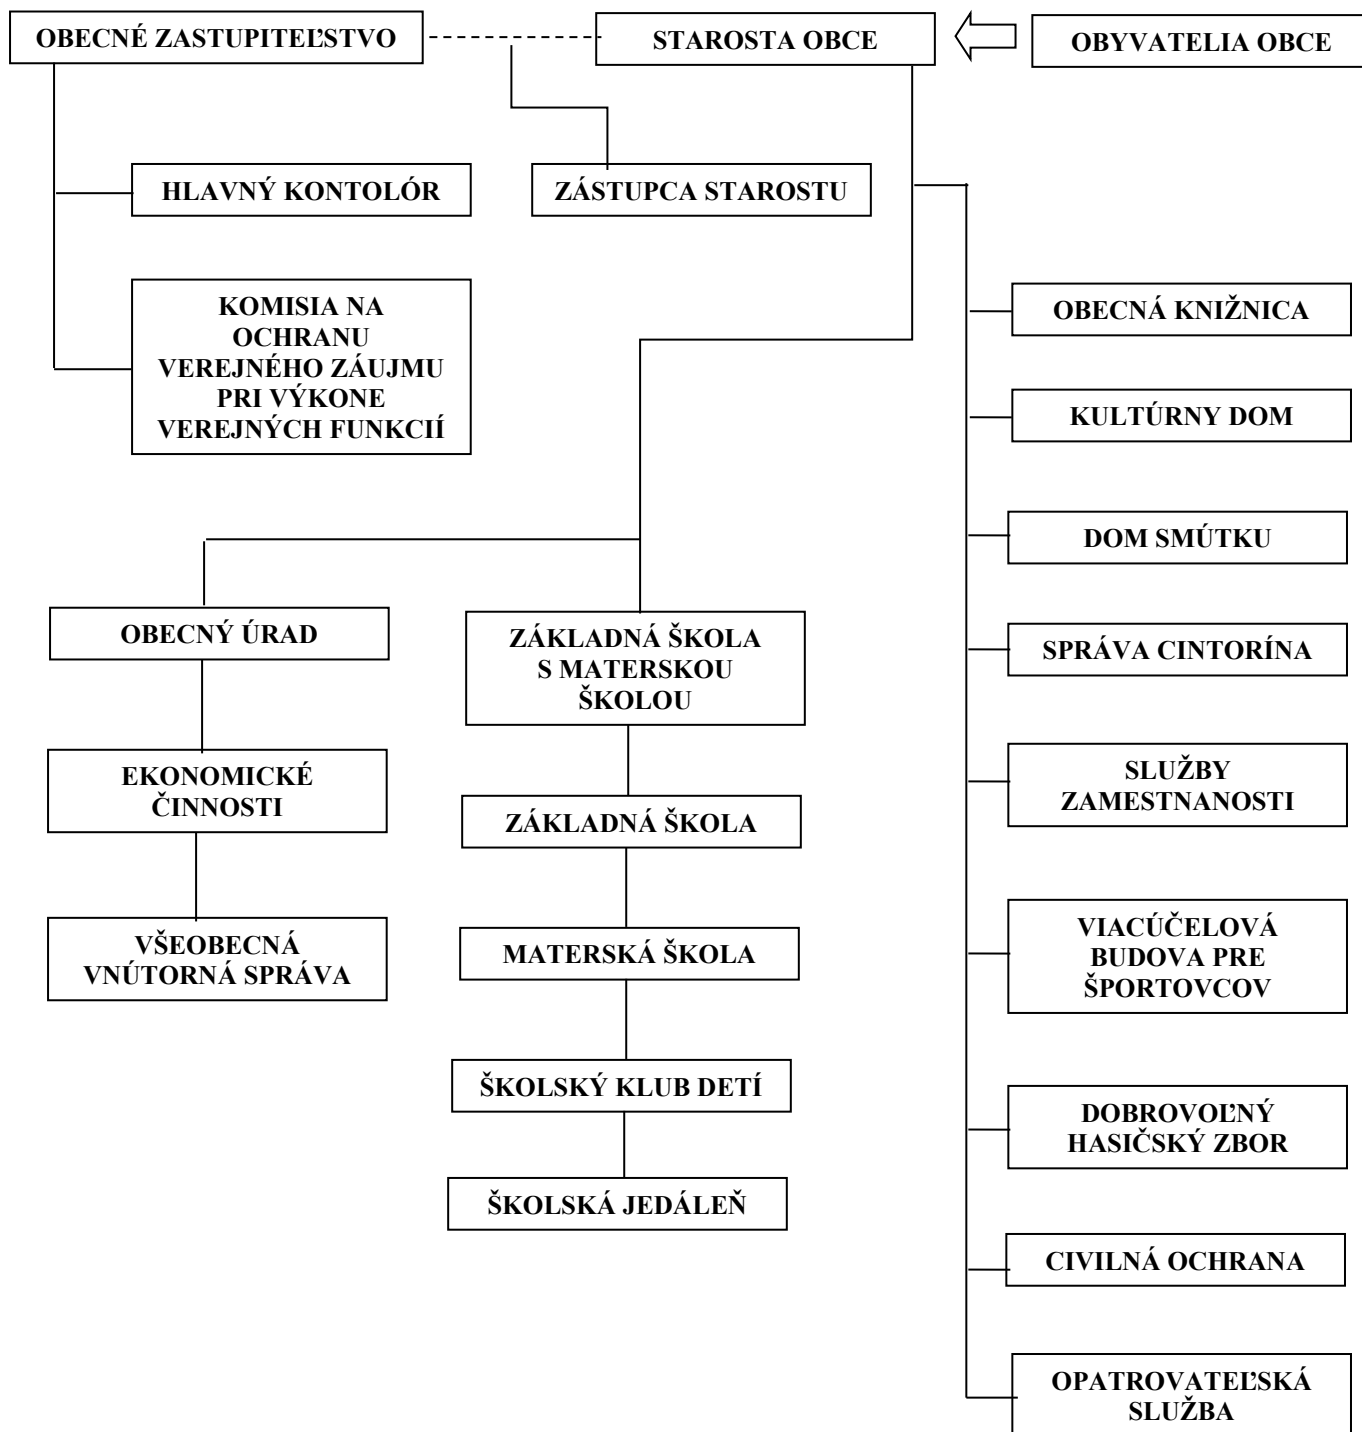 OBECNÉ ZASTUPITEĽSTVO
STAROSTA OBCE
OBYVATELIA OBCE
HLAVNÝ KONTOLÓR
ZÁSTUPCA STAROSTU
KOMISIA NA
OCHRANU
VEREJNÉHO ZÁUJMU
PRI VÝKONE
VEREJNÝCH FUNKCIÍ
OBECNÁ KNIŽNICA
KULTÚRNY DOM
DOM SMÚTKU
SPRÁVA CINTORÍNA
SLUŽBY
ZAMESTNANOSTI
VIACÚČELOVÁ
BUDOVA PRE
ŠPORTOVCOV
DOBROVOĽNÝ
HASIČSKÝ ZBOR
CIVILNÁ OCHRANA
OPATROVATEĽSKÁ
SLUŽBA
OBECNÝ ÚRAD
EKONOMICKÉ
ČINNOSTI
VŠEOBECNÁ
VNÚTORNÁ SPRÁVA
ZÁKLADNÁ ŠKOLA
S MATERSKOU
ŠKOLOU
ZÁKLADNÁ ŠKOLA
MATERSKÁ ŠKOLA
ŠKOLSKÝ KLUB DETÍ
ŠKOLSKÁ JEDÁLEŇ